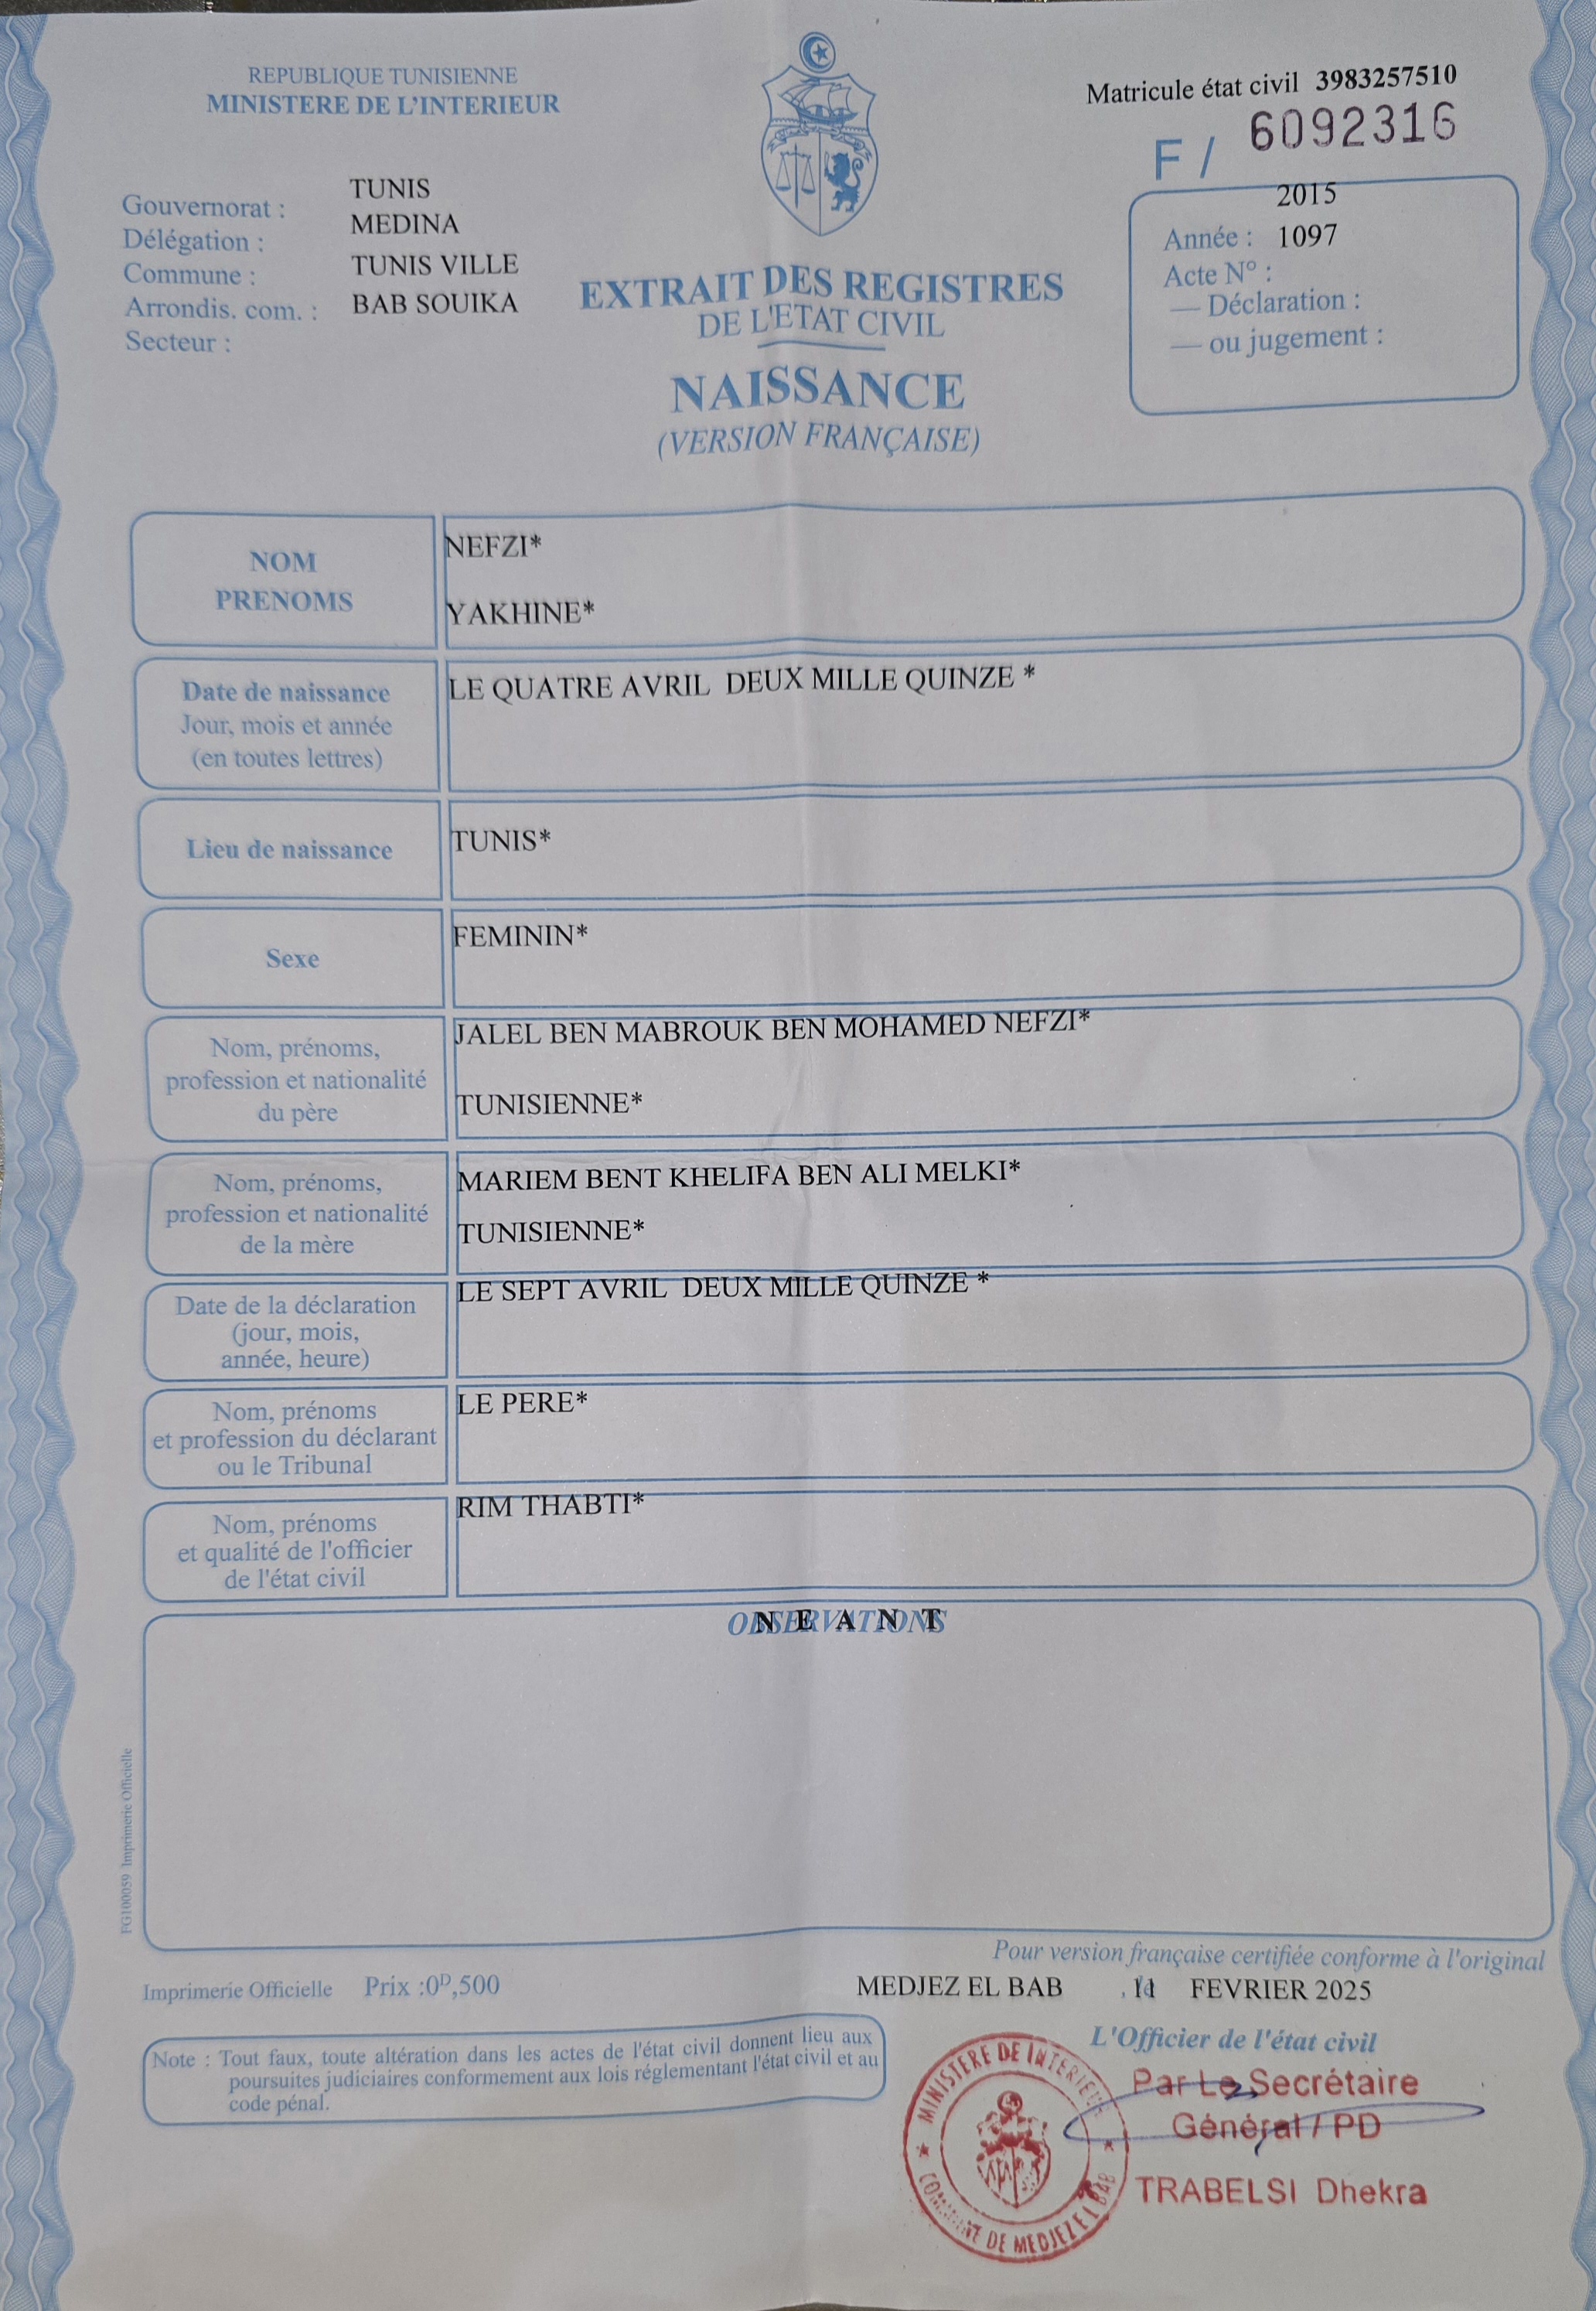 REPUBLIQUE TUNISIENNE
MINISTERE DE L'INTERIEUR
Matricule état civil 3983257510
F / 6092316
Gouvernorat : TUNIS
Délégation : MEDINA
Commune : TUNIS VILLE
Arrondis. com. : BAB SOUIKA
Secteur :
2015
Année : 1097
Acte N° :
— Déclaration :
— ou jugement :
EXTRAIT DES REGISTRES
DE L'ETAT CIVIL
NAISSANCE
(VERSION FRANÇAISE)
NOM
PRENOMS
NEFZI*
YAKHINE*
Date de naissance
Jour, mois et année
(en toutes lettres)
LE QUATRE AVRIL DEUX MILLE QUINZE *
Lieu de naissance
TUNIS*
Sexe
FEMININ*
Nom, prénoms,
profession et nationalité
du père
JALEL BEN MABROUK BEN MOHAMED NEFZI*
TUNISIENNE*
Nom, prénoms,
profession et nationalité
de la mère
MARIEM BENT KHELIFA BEN ALI MELKI*
TUNISIENNE*
Date de la déclaration
(jour, mois,
année, heure)
LE SEPT AVRIL DEUX MILLE QUINZE *
Nom, prénoms
et profession du déclarant
ou le Tribunal
LE PERE*
Nom, prénoms
et qualité de l'officier
de l'état civil
RIM THABTI*
OBSERVATIONS
N E A N T
FG100059 Imprimerie Officielle
Pour version française certifiée conforme à l'original
Imprimerie Officielle Prix :0D,500
MEDJEZ EL BAB , 11 FEVRIER 2025
L'Officier de l'état civil
Note : Tout faux, toute altération dans les actes de l'état civil donnent lieu aux
poursuites judiciaires conformement aux lois réglementant l'état civil et au
code pénal.
MINISTERE DE INTERIEUR
COMMUNE DE MEDJEZ EL BAB
Par Le Secrétaire
Général / PD
TRABELSI Dhekra